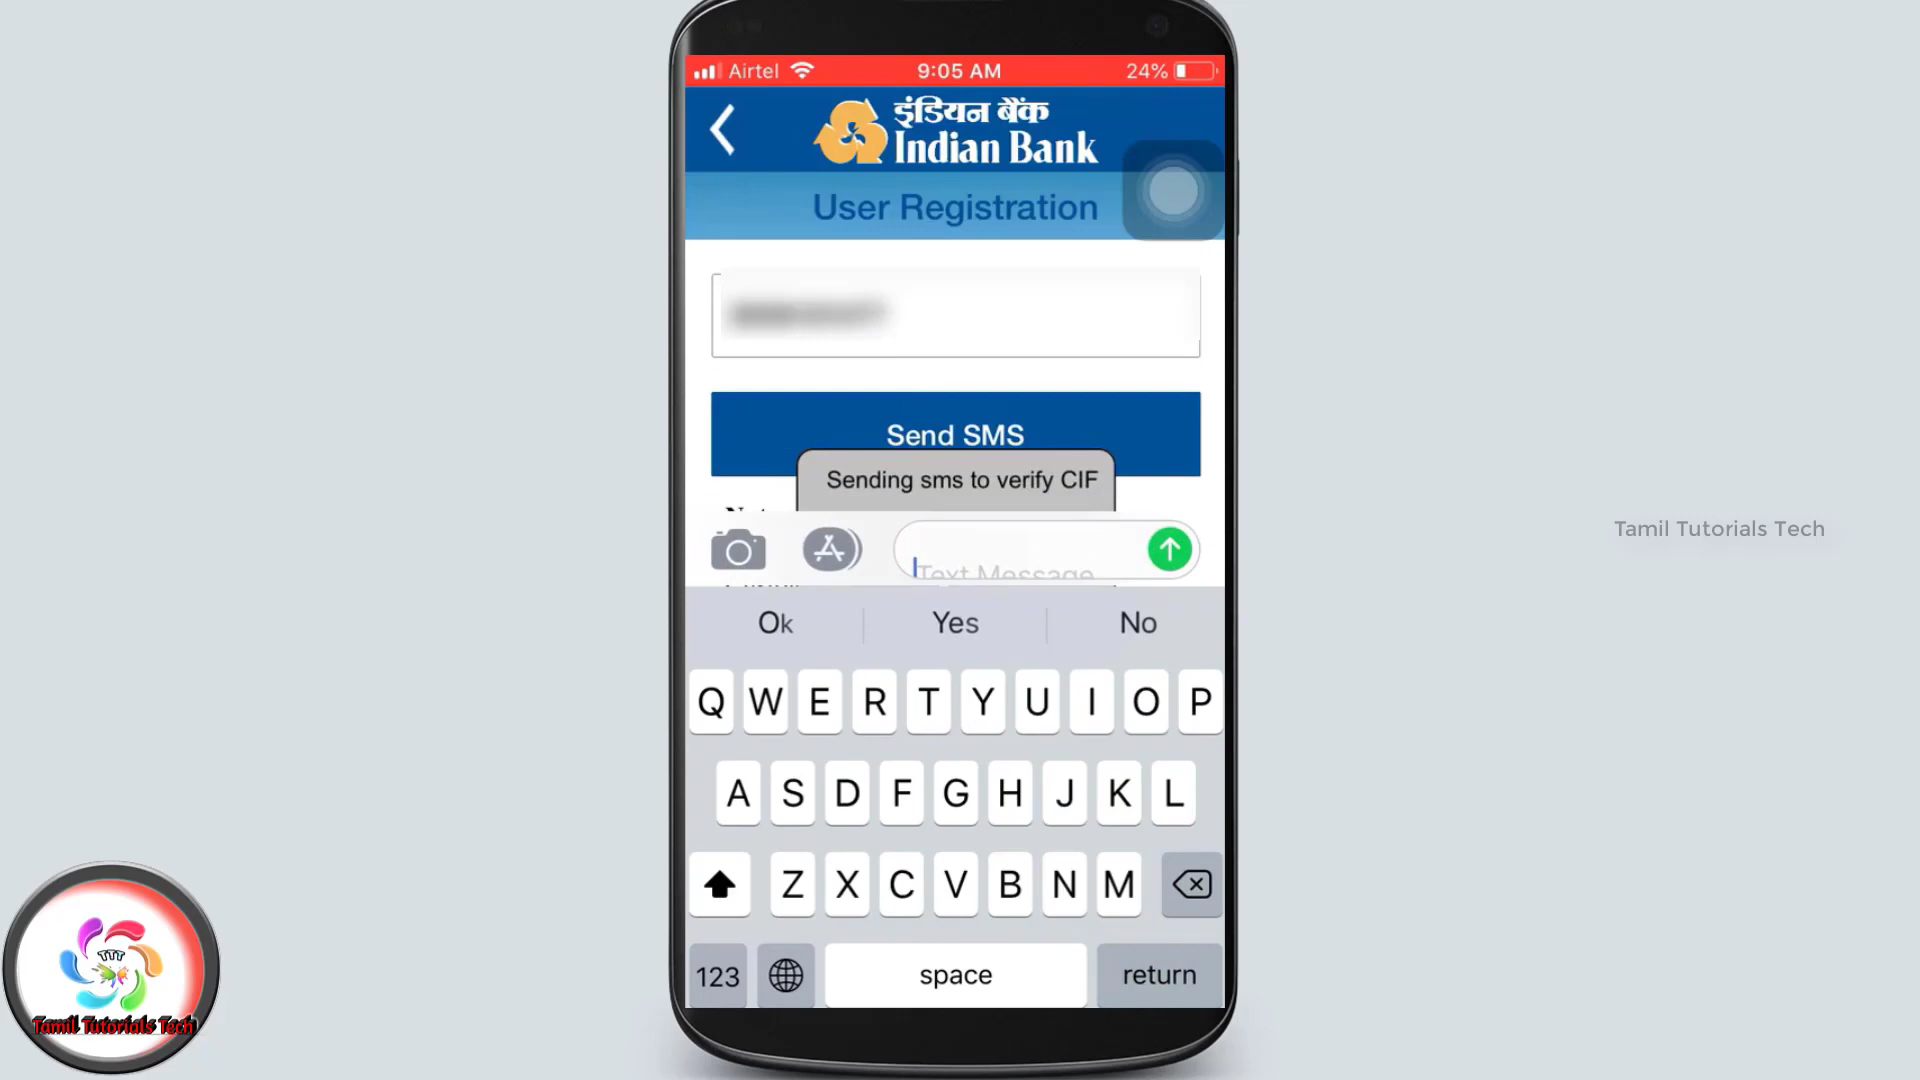 Airtel 9:05 AM 24%
इंडियन बैंक
Indian Bank
User Registration
Send SMS
Sending sms to verify CIF
Text Message
Ok Yes No
Q W E R T Y U I O P
A S D F G H J K L
Z X C V B N M
123 space return
Tamil Tutorials Tech
TTT
Tamil Tutorials Tech